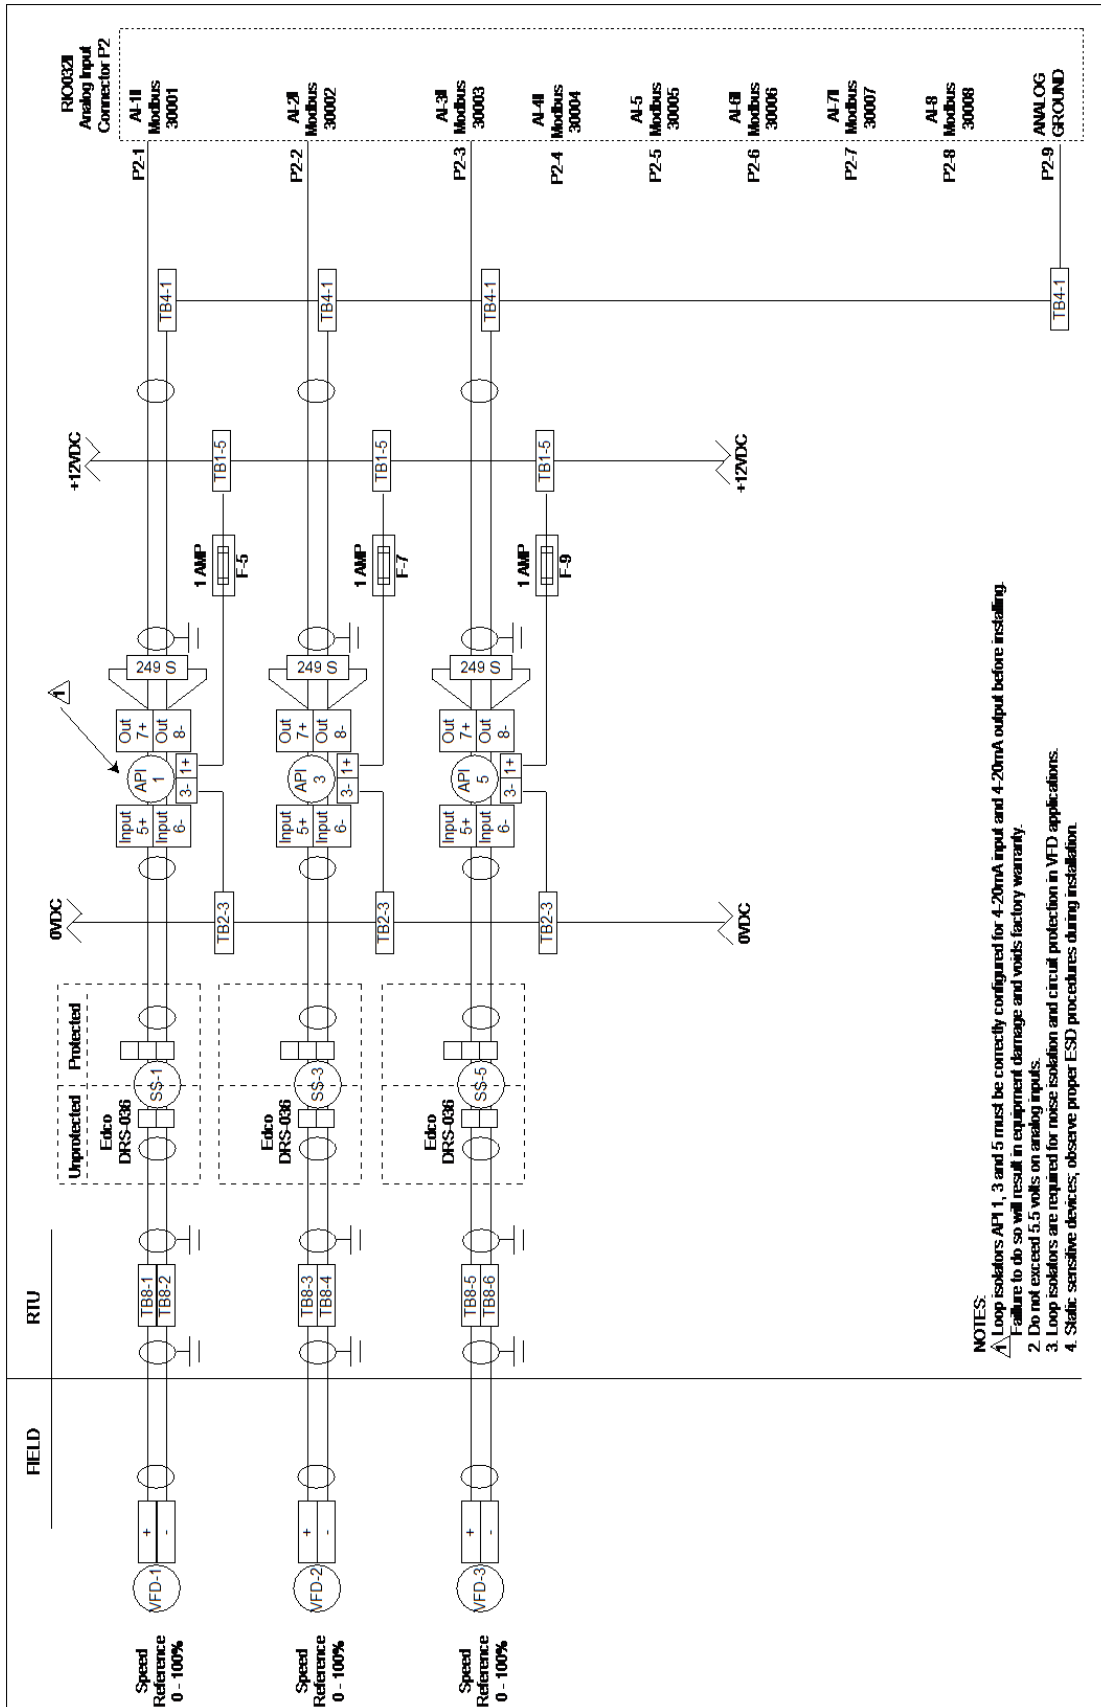 RIO032II
Analog Input
Connector P2
AI-1II
Modbus
30001
AI-2II
Modbus
30002
AI-3II
Modbus
30003
AI-4II
Modbus
30004
AI-5
Modbus
30005
AI-6II
Modbus
30006
AI-7II
Modbus
30007
AI-8
Modbus
30008
ANALOG
GROUND
P2-1
P2-2
P2-3
P2-4
P2-5
P2-6
P2-7
P2-8
P2-9
TB4-1
TB4-1
TB4-1
TB4-1
+12VDC
TB1-5
TB1-5
TB1-5
+12VDC
1 AMP
F-5
1 AMP
F-7
1 AMP
F-9
249 S
249 S
249 S
1
Out
7+
Out
8-
API
1
3-
1+
Input
5+
Input
6-
Out
7+
Out
8-
API
3
3-
1+
Input
5+
Input
6-
Out
7+
Out
8-
API
5
3-
1+
Input
5+
Input
6-
0VDC
TB2-3
TB2-3
TB2-3
0VDC
Unprotected
Protected
Edco
DRS-036
SS-1
Edco
DRS-036
SS-3
Edco
DRS-036
SS-5
RTU
TB8-1
TB8-2
TB8-3
TB8-4
TB8-5
TB8-6
FIELD
+
-
VFD-1
+
-
VFD-2
+
-
VFD-3
Speed
Reference
0 - 100%
Speed
Reference
0 - 100%
Speed
Reference
0 - 100%
NOTES:
1 Loop isolators API 1, 3 and 5 must be correctly configured for 4-20mA input and 4-20mA output before installing.
Failure to do so will result in equipment damage and voids factory warranty.
2. Do not exceed 5.5 volts on analog inputs.
3. Loop isolators are required for noise isolation and circuit protection in VFD applications.
4. Static sensitive devices; observe proper ESD procedures during installation.